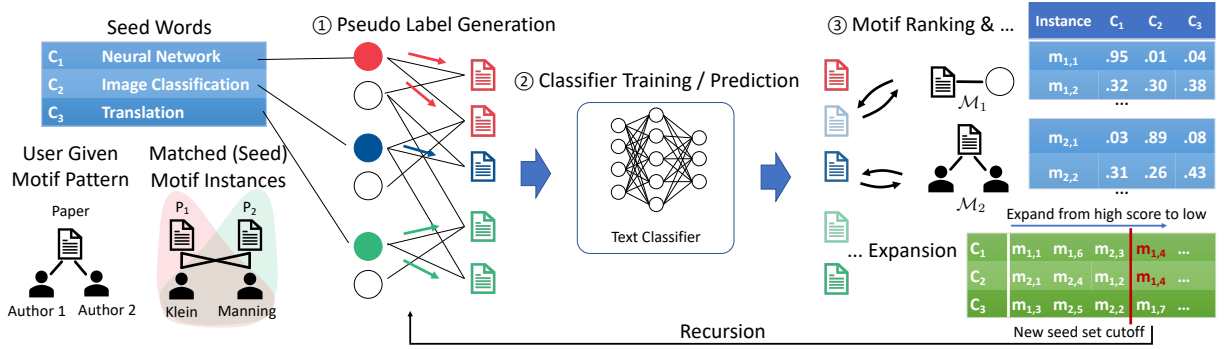 Seed Words
C1 Neural Network
C2 Image Classification
C3 Translation
User Given
Motif Pattern
Paper
Author 1 Author 2
Matched (Seed)
Motif Instances
P1 P2
Klein Manning
① Pseudo Label Generation
② Classifier Training / Prediction
Text Classifier
③ Motif Ranking & ...
M1
M2
Instance C1 C2 C3
m1,1 .95 .01 .04
m1,2 .32 .30 .38
...
m2,1 .03 .89 .08
m2,2 .31 .26 .43
...
Expand from high score to low
... Expansion
C1 m1,1 m1,6 m2,3 m1,4 ...
C2 m2,1 m2,4 m1,2 m1,4 ...
C3 m1,3 m2,5 m2,2 m1,7 ...
New seed set cutoff
Recursion